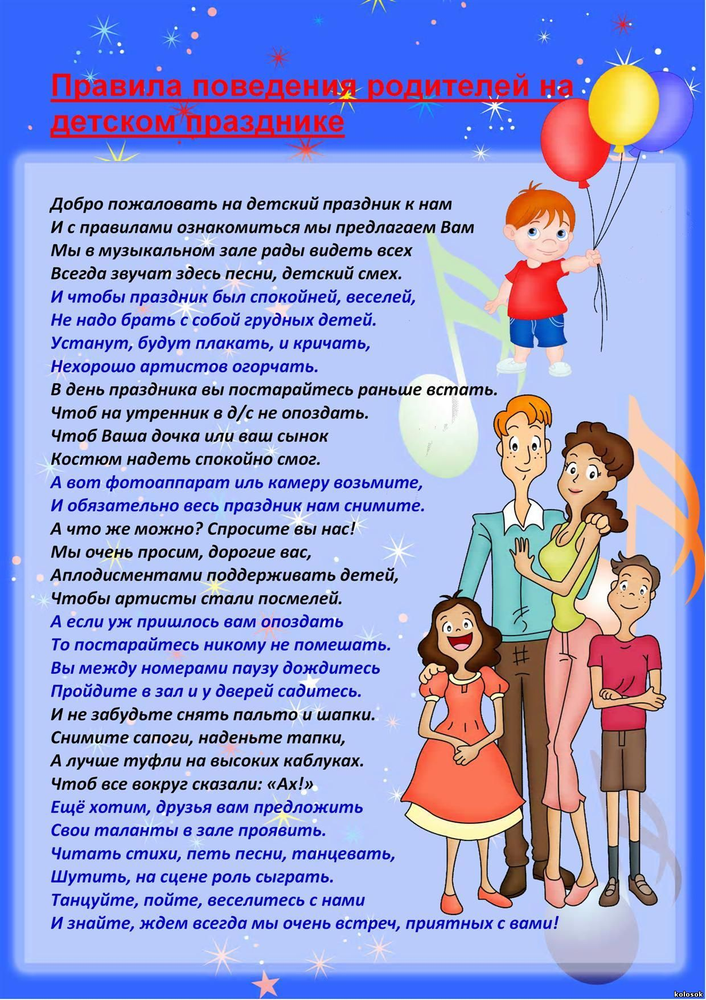 Правила поведения родителей на
детском празднике
Добро пожаловать на детский праздник к нам
И с правилами ознакомиться мы предлагаем Вам
Мы в музыкальном зале рады видеть всех
Всегда звучат здесь песни, детский смех.
И чтобы праздник был спокойней, веселей,
Не надо брать с собой грудных детей.
Устанут, будут плакать, и кричать,
Нехорошо артистов огорчать.
В день праздника вы постарайтесь раньше встать.
Чтоб на утренник в д/с не опоздать.
Чтоб Ваша дочка или ваш сынок
Костюм надеть спокойно смог.
А вот фотоаппарат иль камеру возьмите,
И обязательно весь праздник нам снимите.
А что же можно? Спросите вы нас!
Мы очень просим, дорогие вас,
Аплодисментами поддерживать детей,
Чтобы артисты стали посмелей.
А если уж пришлось вам опоздать
То постарайтесь никому не помешать.
Вы между номерами паузу дождитесь
Пройдите в зал и у дверей садитесь.
И не забудьте снять пальто и шапки.
Снимите сапоги, наденьте тапки,
А лучше туфли на высоких каблуках.
Чтоб все вокруг сказали: «Ах!»
Ещё хотим, друзья вам предложить
Свои таланты в зале проявить.
Читать стихи, петь песни, танцевать,
Шутить, на сцене роль сыграть.
Танцуйте, пойте, веселитесь с нами
И знайте, ждем всегда мы очень встреч, приятных с вами!
kolosok